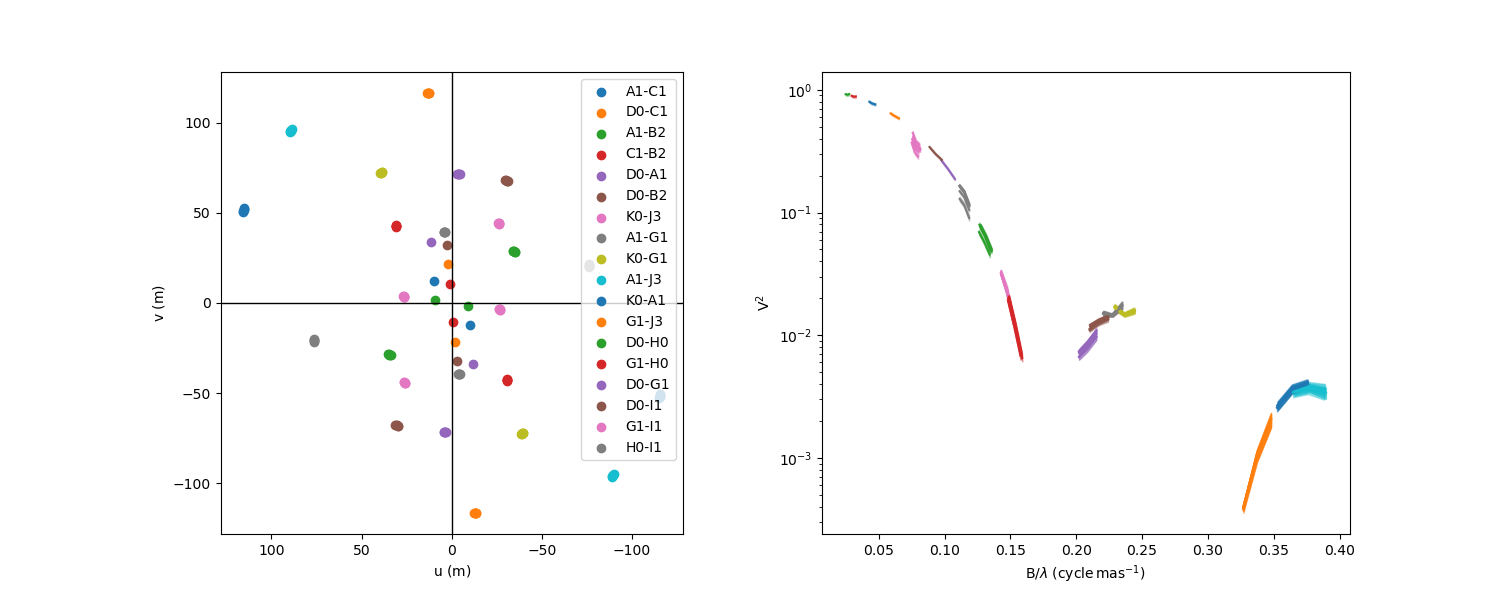 100
50
0
−50
−100
v (m)
100
50
0
−50
−100
u (m)
A1-C1
D0-C1
A1-B2
C1-B2
D0-A1
D0-B2
K0-J3
A1-G1
K0-G1
A1-J3
K0-A1
G1-J3
D0-H0
G1-H0
D0-G1
D0-I1
G1-I1
H0-I1
10⁰
10⁻¹
10⁻²
10⁻³
V²
0.05
0.10
0.15
0.20
0.25
0.30
0.35
0.40
B/λ (cycle mas⁻¹)